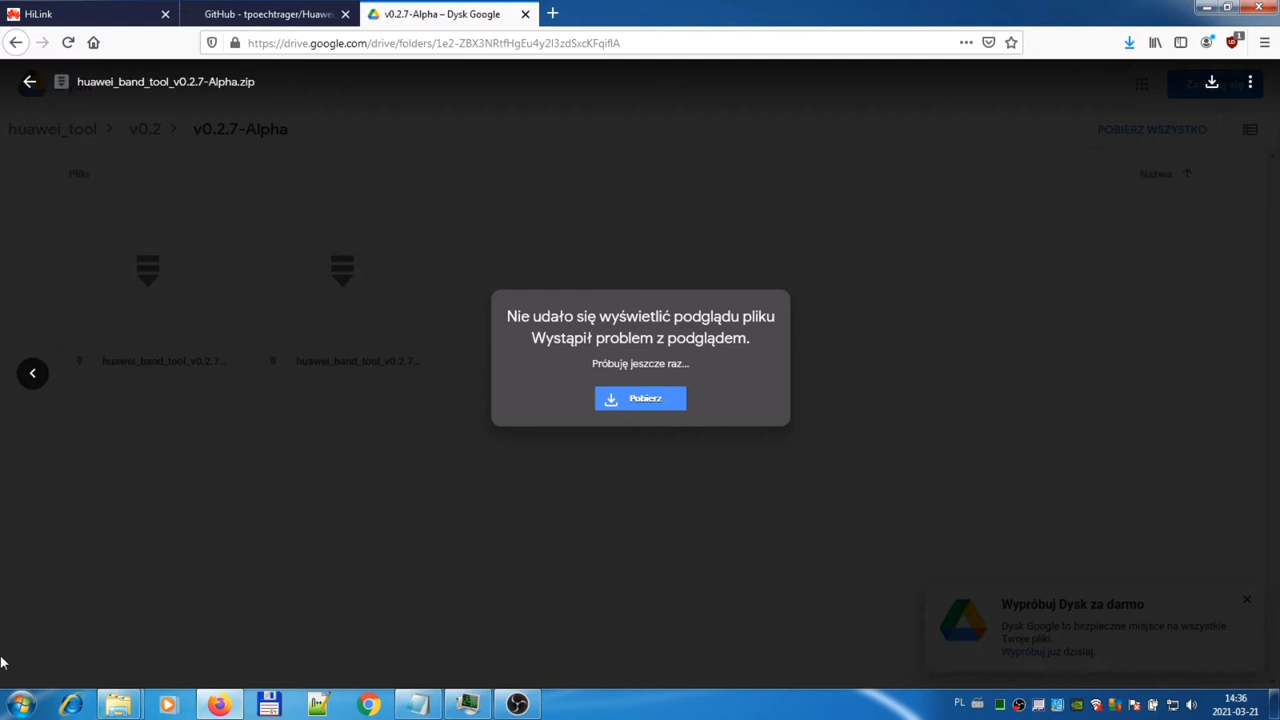 HiLink
GitHub - tpoechtrager/Huawe
v0.2.7-Alpha – Dysk Google
https://drive.google.com/drive/folders/1e2-ZBX3NRtfHgEu4y2I3zdSxcKFqiflA
1
huawei_band_tool_v0.2.7-Alpha.zip
huawei_tool
v0.2
v0.2.7-Alpha
POBIERZ WSZYSTKO
Pliki
Nazwa
Nie udało się wyświetlić podglądu pliku
Wystąpił problem z podglądem.
Próbuję jeszcze raz...
Pobierz
huawei_band_tool_v0.2.7...
huawei_band_tool_v0.2.7...
Wypróbuj Dysk za darmo
Dysk Google to bezpieczne miejsce na wszystkie
Twoje pliki.
Wypróbuj już dzisiaj.
PL
14:36
2021-03-21